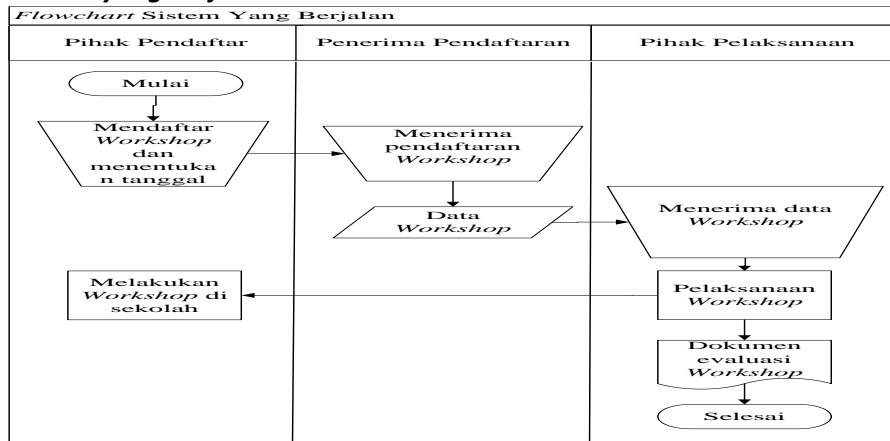 Flowchart Sistem Yang Berjalan
Pihak Pendaftar
Penerima Pendaftaran
Pihak Pelaksanaan
Mulai
Mendaftar
Workshop
dan
menentuka
n tanggal
Menerima
pendaftaran
Workshop
Data
Workshop
Menerima data
Workshop
Melakukan
Workshop di
sekolah
Pelaksanaan
Workshop
Dokumen
evaluasi
Workshop
Selesai